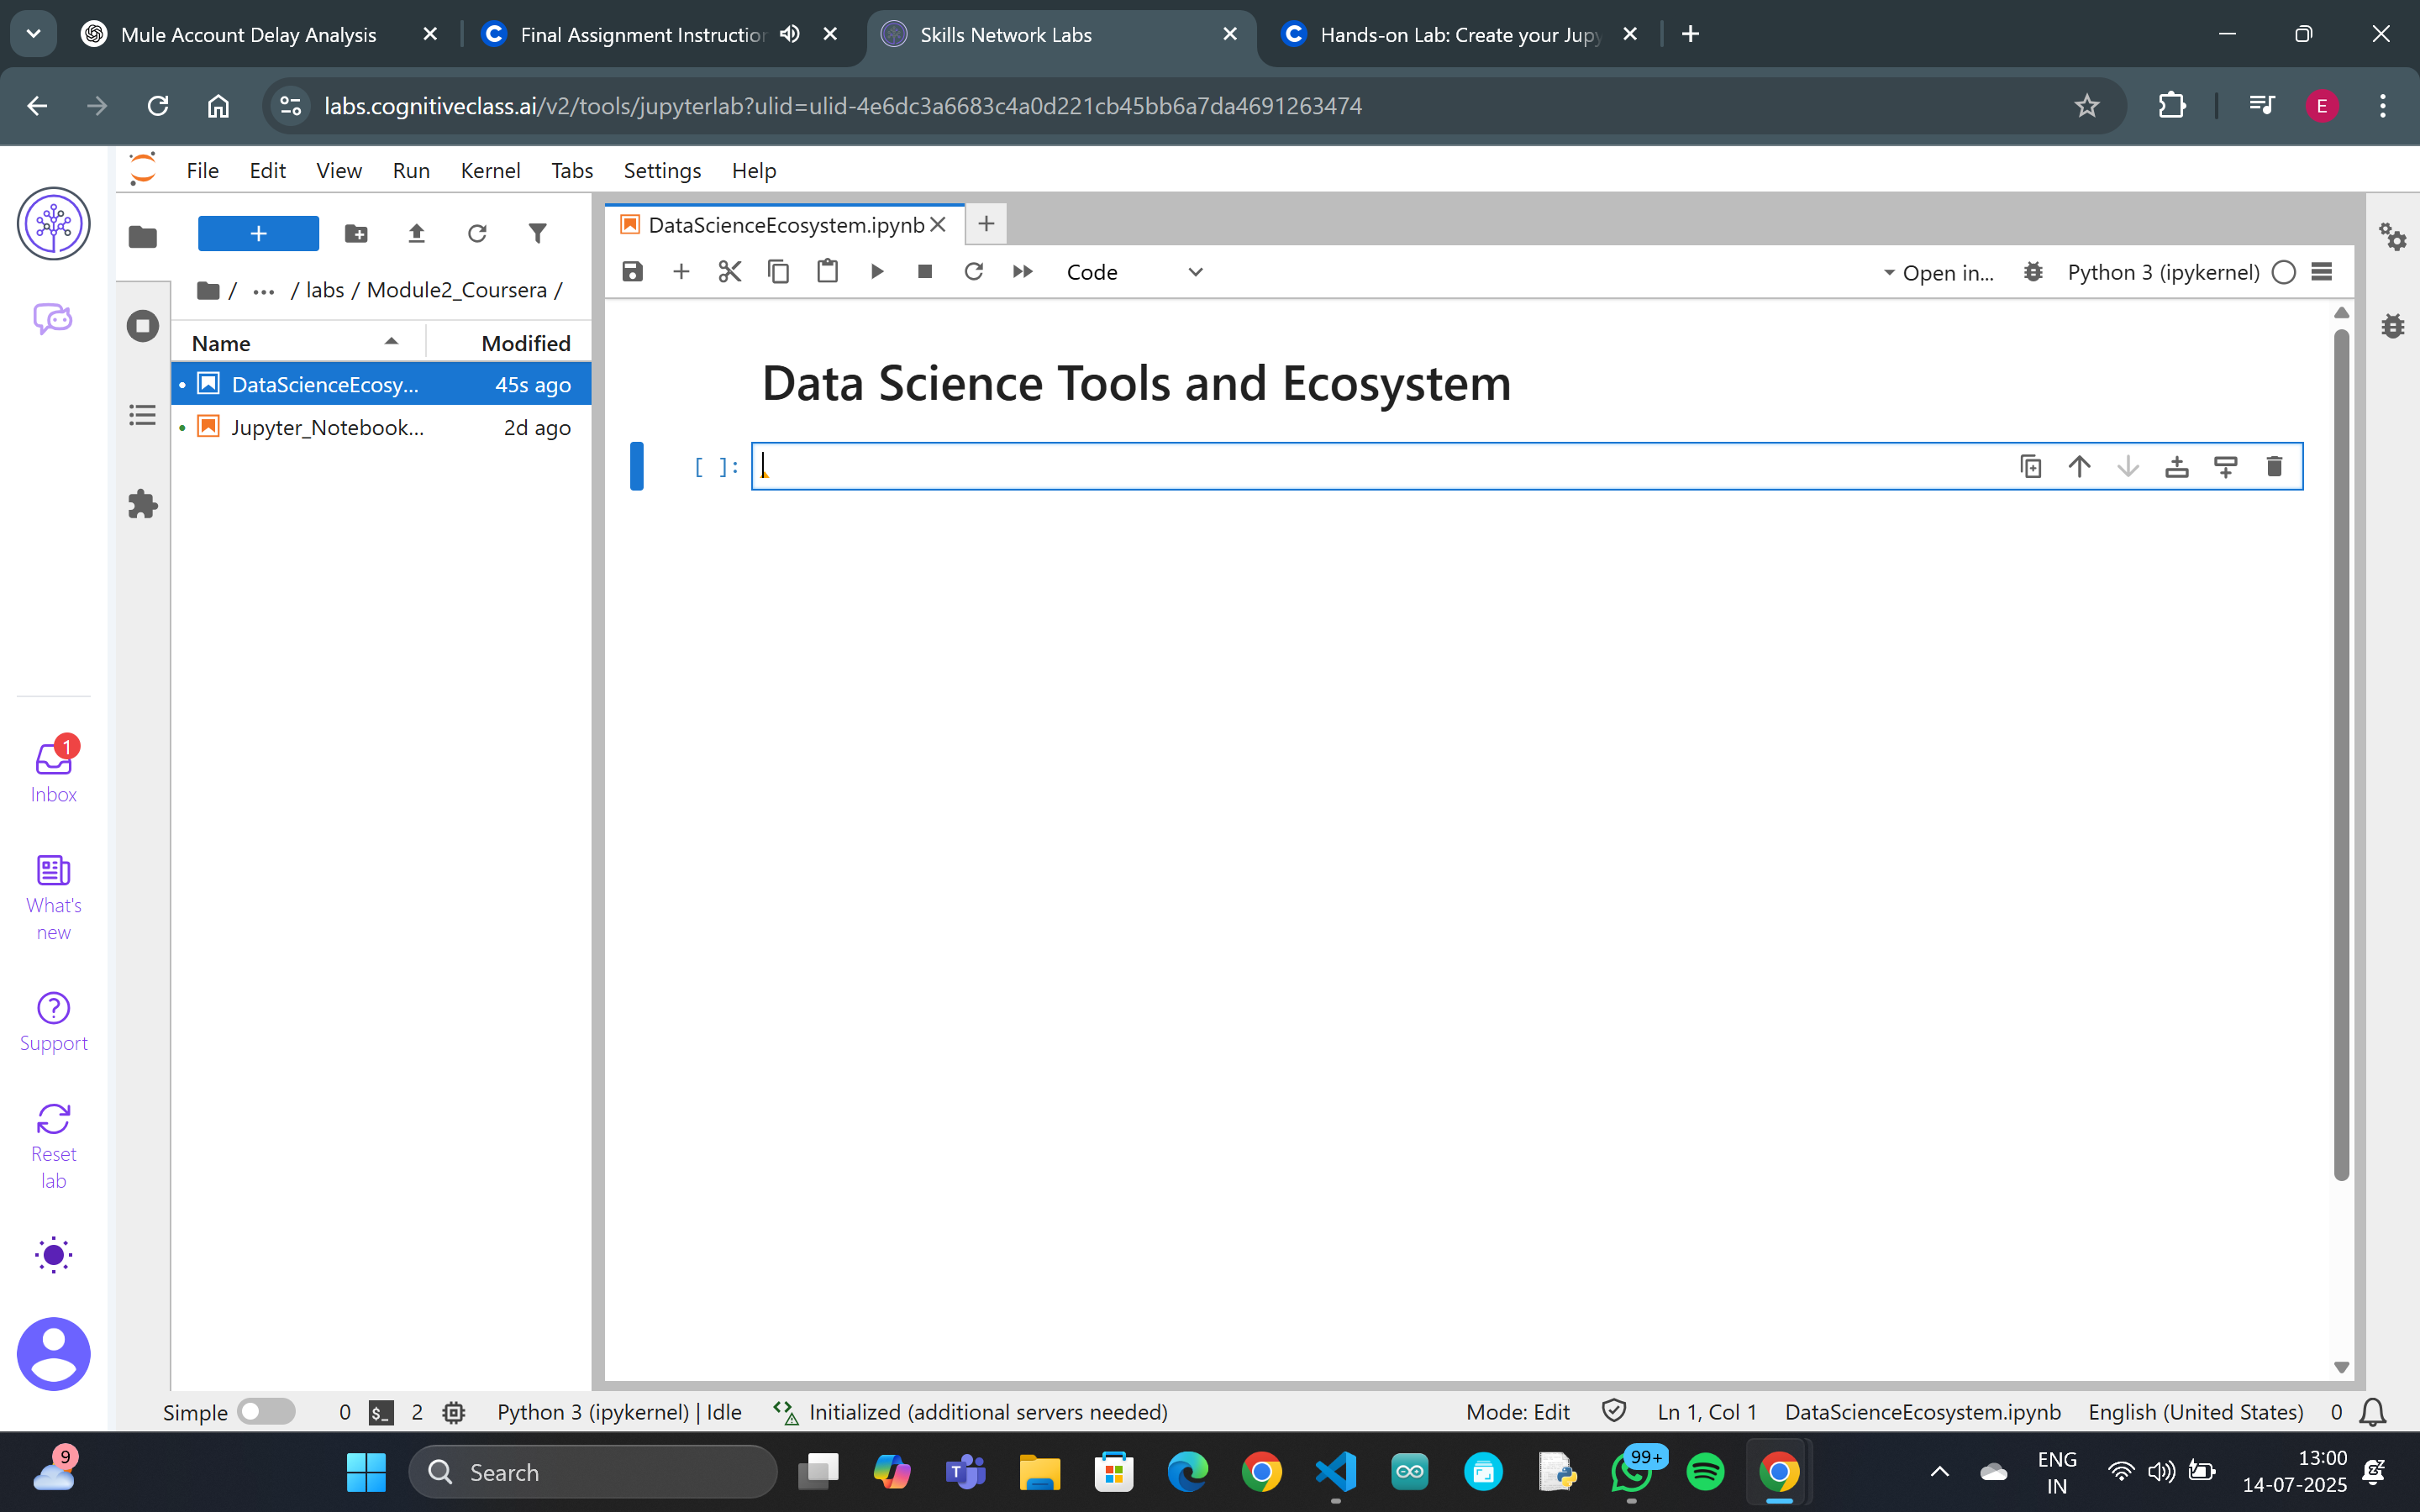 Mule Account Delay Analysis
Final Assignment Instruction
Skills Network Labs
Hands-on Lab: Create your Jupy
labs.cognitiveclass.ai/v2/tools/jupyterlab?ulid=ulid-4e6dc3a6683c4a0d221cb45bb6a7da4691263474
E
File Edit View Run Kernel Tabs Settings Help
DataScienceEcosystem.ipynb
/ ··· / labs / Module2_Coursera /
Code
Open in...
Python 3 (ipykernel)
Name Modified
DataScienceEcosy... 45s ago
Jupyter_Notebook... 2d ago
Data Science Tools and Ecosystem
[ ]:
1
Inbox
What's
new
Support
Reset
lab
Simple 0 $_ 2 Python 3 (ipykernel) | Idle Initialized (additional servers needed) Mode: Edit Ln 1, Col 1 DataScienceEcosystem.ipynb English (United States) 0
9
Search
T
99+
ENG
IN
13:00
14-07-2025